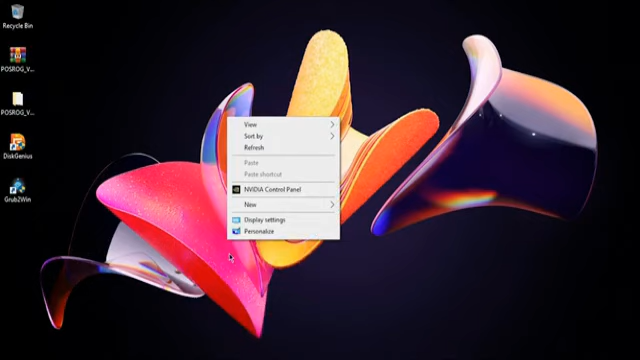 Recycle Bin
POSROG_V...
POSROG_V...
DiskGenius
Grub2Win
View
Sort by
Refresh
Paste
Paste shortcut
NVIDIA Control Panel
New
Display settings
Personalize